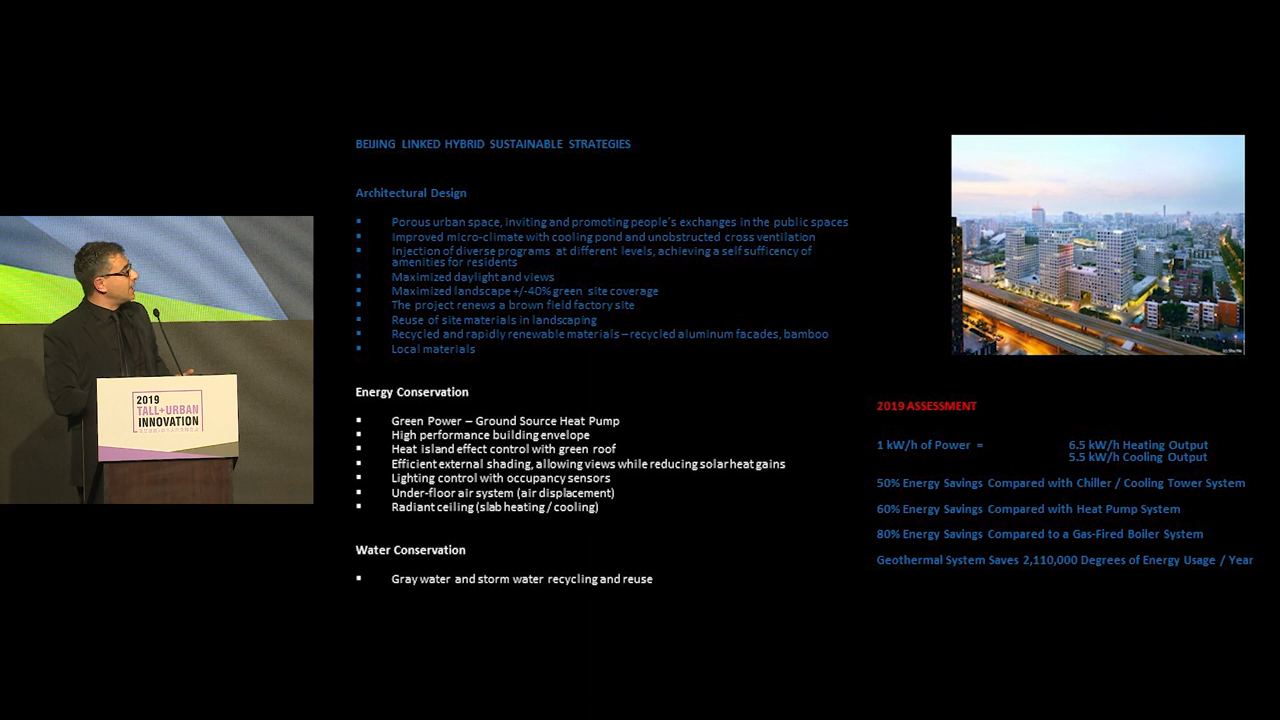 BEIJING LINKED HYBRID SUSTAINABLE STRATEGIES
Architectural Design
▪ Porous urban space, inviting and promoting people's exchanges in the public spaces
▪ Improved micro-climate with cooling pond and unobstructed cross ventilation
▪ Injection of diverse programs at different levels, achieving a self sufficency of
amenities for residents
▪ Maximized daylight and views
▪ Maximized landscape +/-40% green site coverage
▪ The project renews a brown field factory site
▪ Reuse of site materials in landscaping
▪ Recycled and rapidly renewable materials – recycled aluminum facades, bamboo
▪ Local materials
Energy Conservation
▪ Green Power – Ground Source Heat Pump
▪ High performance building envelope
▪ Heat island effect control with green roof
▪ Efficient external shading, allowing views while reducing solar heat gains
▪ Lighting control with occupancy sensors
▪ Under-floor air system (air displacement)
▪ Radiant ceiling (slab heating / cooling)
Water Conservation
▪ Gray water and storm water recycling and reuse
2019 ASSESSMENT
1 kW/h of Power = 6.5 kW/h Heating Output
5.5 kW/h Cooling Output
50% Energy Savings Compared with Chiller / Cooling Tower System
60% Energy Savings Compared with Heat Pump System
80% Energy Savings Compared to a Gas-Fired Boiler System
Geothermal System Saves 2,110,000 Degrees of Energy Usage / Year
2019
TALL+URBAN
INNOVATION